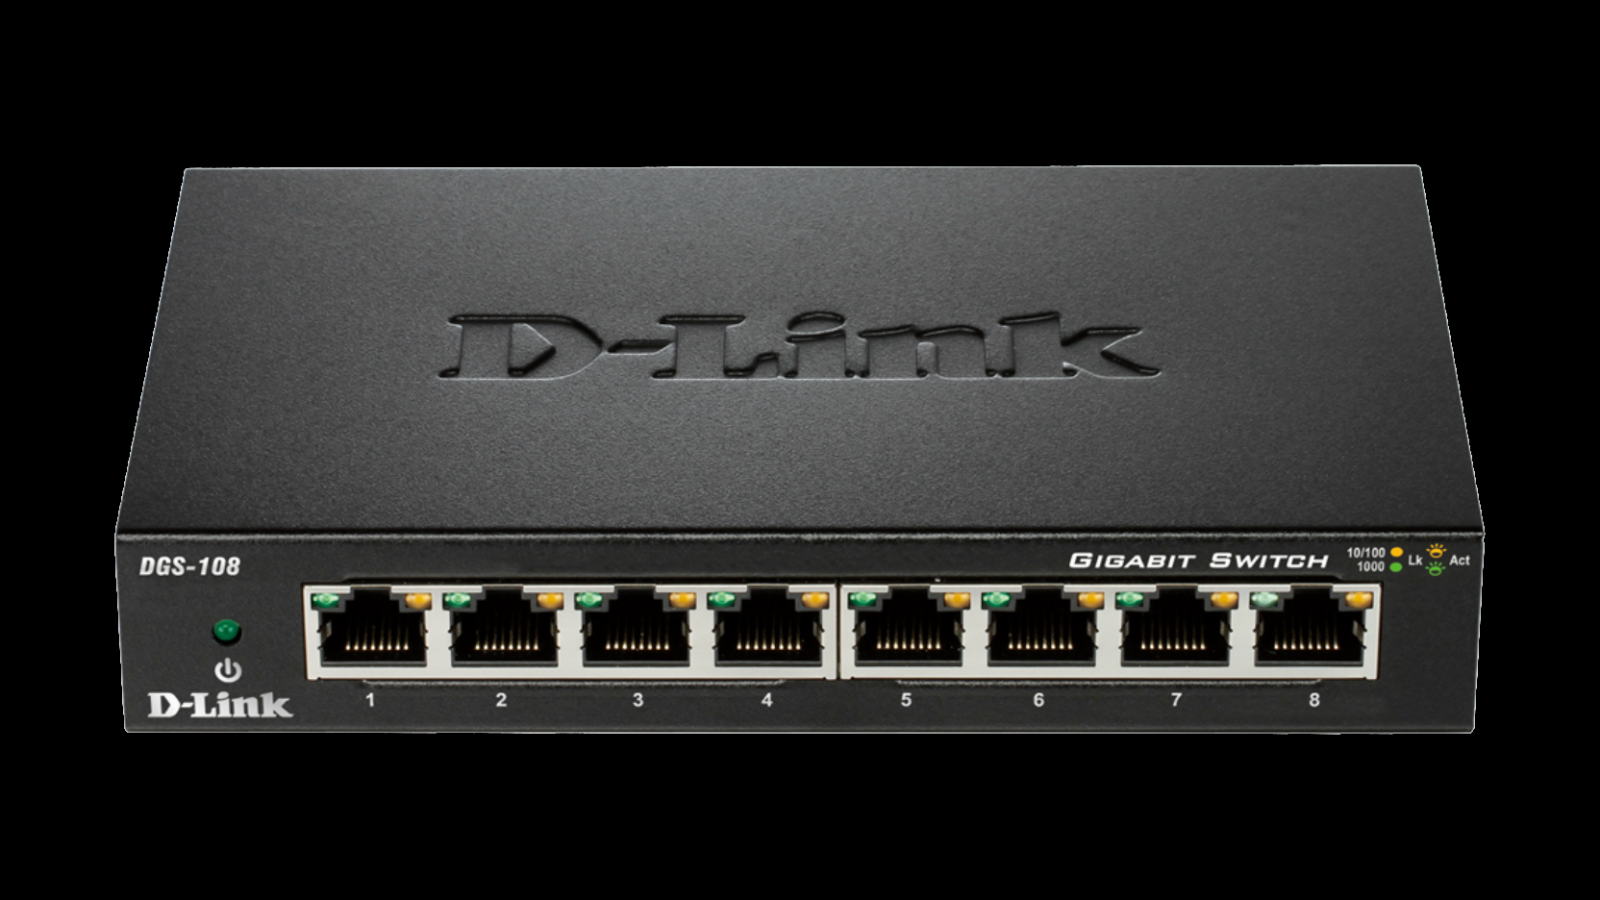 D-Link
DGS-108
GIGABIT SWITCH
10/100
1000
Lk
Act
D-Link
1 2 3 4 5 6 7 8